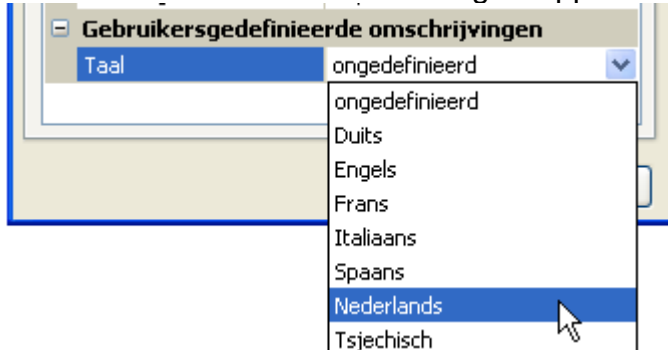 Gebruikersgedefinieerde omschrijvingen
Taal ongedefinieerd
ongedefinieerd
Duits
Engels
Frans
Italiaans
Spaans
Nederlands
Tsjechisch